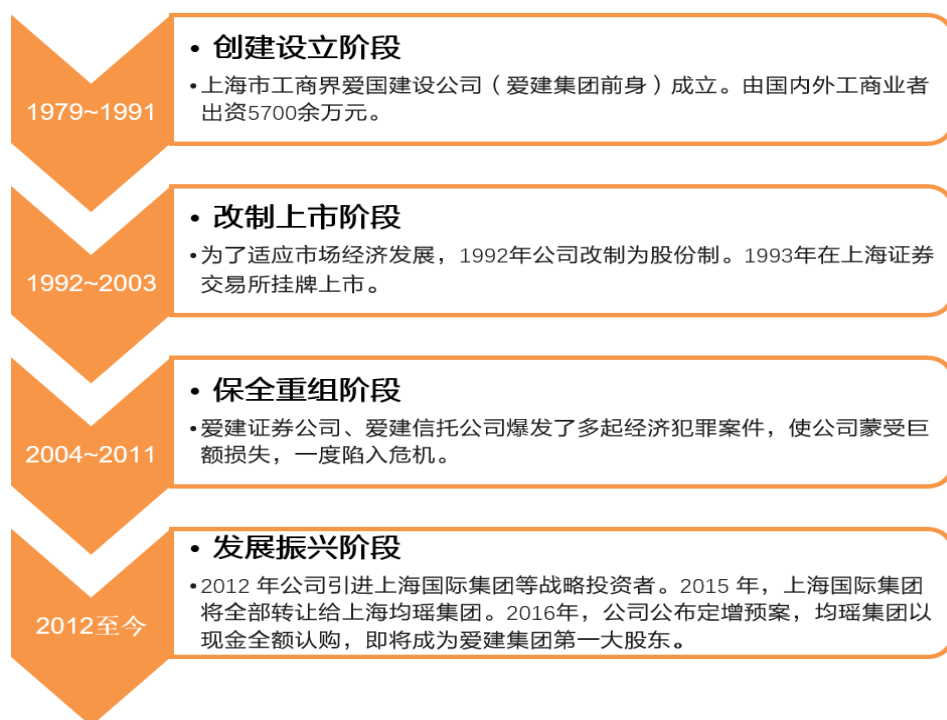 1979~1991
• 创建设立阶段
•上海市工商界爱国建设公司（爱建集团前身）成立。由国内外工商业者
出资5700余万元。
1992~2003
• 改制上市阶段
•为了适应市场经济发展，1992年公司改制为股份制。1993年在上海证券
交易所挂牌上市。
2004~2011
• 保全重组阶段
•爱建证券公司、爱建信托公司爆发了多起经济犯罪案件，使公司蒙受巨
额损失，一度陷入危机。
2012至今
• 发展振兴阶段
•2012 年公司引进上海国际集团等战略投资者。2015 年，上海国际集团
将全部转让给上海均瑶集团。2016年，公司公布定增预案，均瑶集团以
现金全额认购，即将成为爱建集团第一大股东。